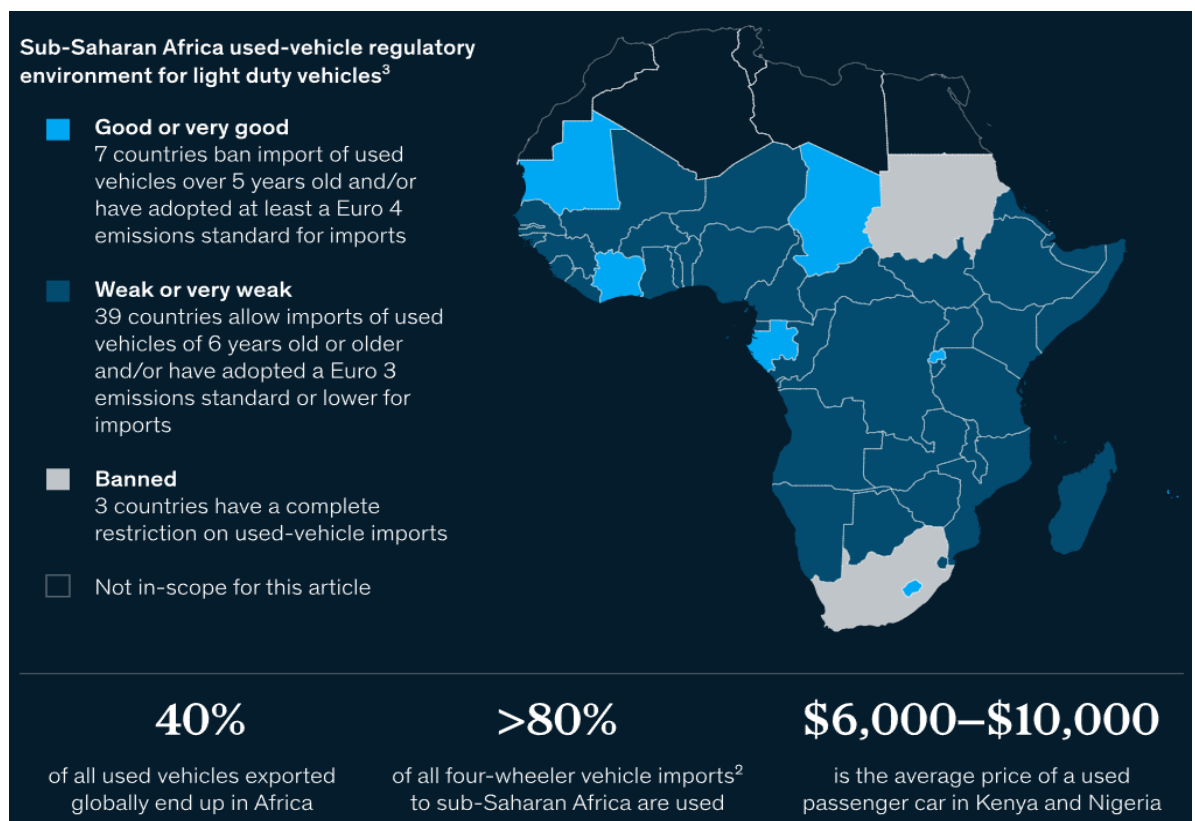 Sub-Saharan Africa used-vehicle regulatory
environment for light duty vehicles³
Good or very good
7 countries ban import of used
vehicles over 5 years old and/or
have adopted at least a Euro 4
emissions standard for imports
Weak or very weak
39 countries allow imports of used
vehicles of 6 years old or older
and/or have adopted a Euro 3
emissions standard or lower for
imports
Banned
3 countries have a complete
restriction on used-vehicle imports
Not in-scope for this article
40%
of all used vehicles exported
globally end up in Africa
>80%
of all four-wheeler vehicle imports²
to sub-Saharan Africa are used
$6,000–$10,000
is the average price of a used
passenger car in Kenya and Nigeria